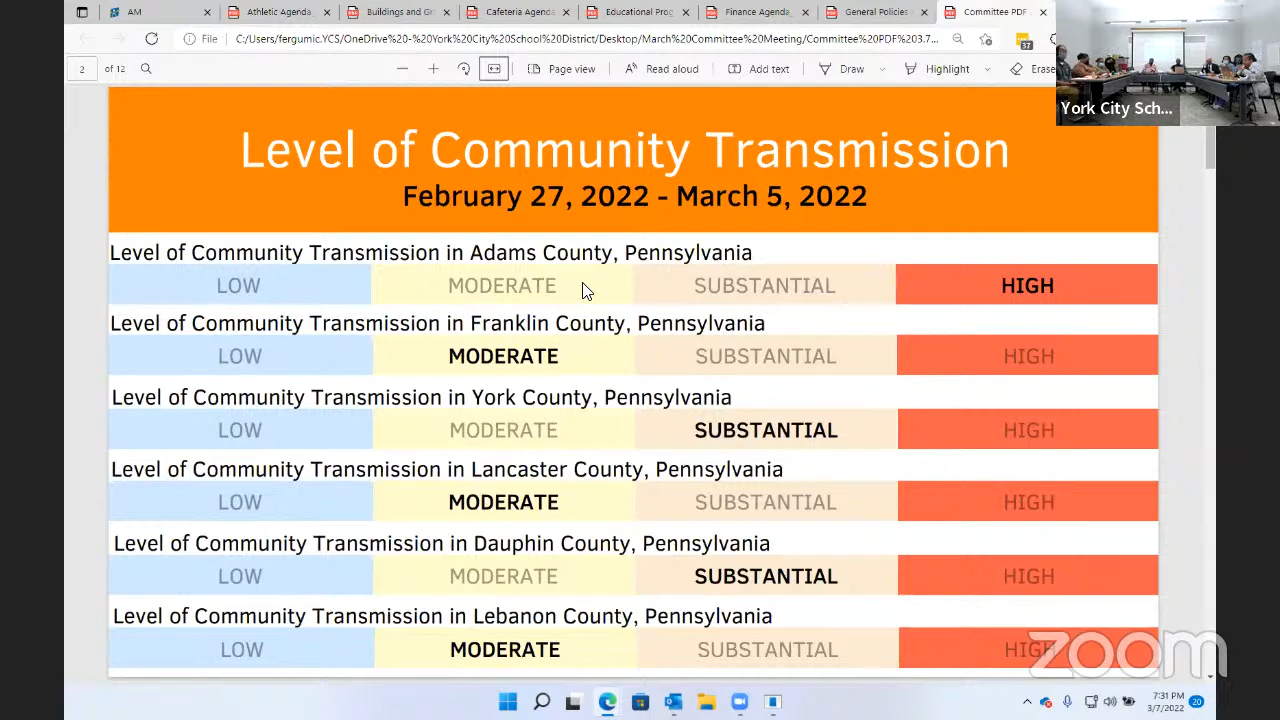 AM
Athletic Agenda
Buildings and Gr
Cafeteria Agenda
Educational Prog
Finance Agenda
General Policies
Committee PDF
File
C:/Users/fergumic.YCS/OneDrive%20-%20York%20City%20School%20District/Desktop/March%20Committee%20Meeting/Committee%20PDF%203.7...
37
2 of 12
Page view
Read aloud
Add text
Draw
Highlight
Erase
York City Sch...
Level of Community Transmission
February 27, 2022 - March 5, 2022
Level of Community Transmission in Adams County, Pennsylvania
LOW MODERATE SUBSTANTIAL HIGH
Level of Community Transmission in Franklin County, Pennsylvania
LOW MODERATE SUBSTANTIAL HIGH
Level of Community Transmission in York County, Pennsylvania
LOW MODERATE SUBSTANTIAL HIGH
Level of Community Transmission in Lancaster County, Pennsylvania
LOW MODERATE SUBSTANTIAL HIGH
Level of Community Transmission in Dauphin County, Pennsylvania
LOW MODERATE SUBSTANTIAL HIGH
Level of Community Transmission in Lebanon County, Pennsylvania
LOW MODERATE SUBSTANTIAL HIGH
zoom
7:31 PM
3/7/2022
20